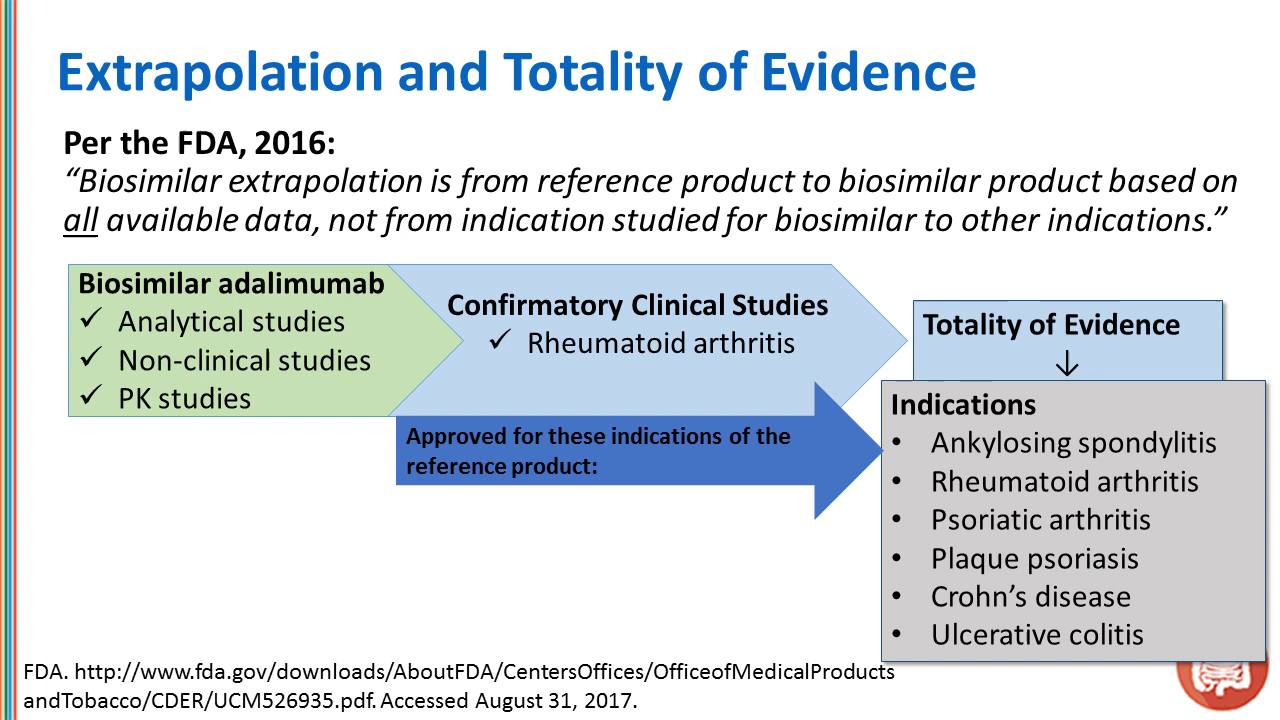 Extrapolation and Totality of Evidence
Per the FDA, 2016:
“Biosimilar extrapolation is from reference product to biosimilar product based on
all available data, not from indication studied for biosimilar to other indications.”
Biosimilar adalimumab
✓ Analytical studies
✓ Non-clinical studies
✓ PK studies
Confirmatory Clinical Studies
✓ Rheumatoid arthritis
Totality of Evidence
↓
Approved for these indications of the
reference product:
Indications
• Ankylosing spondylitis
• Rheumatoid arthritis
• Psoriatic arthritis
• Plaque psoriasis
• Crohn’s disease
• Ulcerative colitis
FDA. http://www.fda.gov/downloads/AboutFDA/CentersOffices/OfficeofMedicalProducts
andTobacco/CDER/UCM526935.pdf. Accessed August 31, 2017.